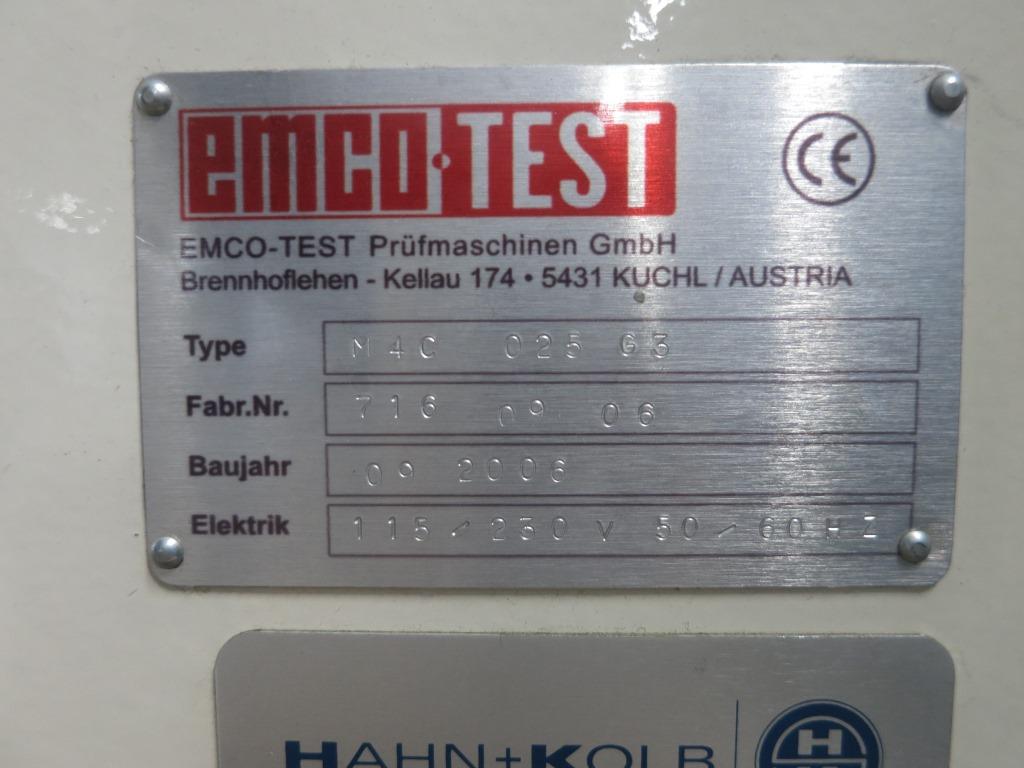 emco·TEST CE
EMCO-TEST Prüfmaschinen GmbH
Brennhoflehen - Kellau 174 • 5431 KUCHL / AUSTRIA
Type M4C 025 G3
Fabr.Nr. 716 09 06
Baujahr 09 2006
Elektrik 115/230 V 50/60 HZ
HAHN+KOLB H